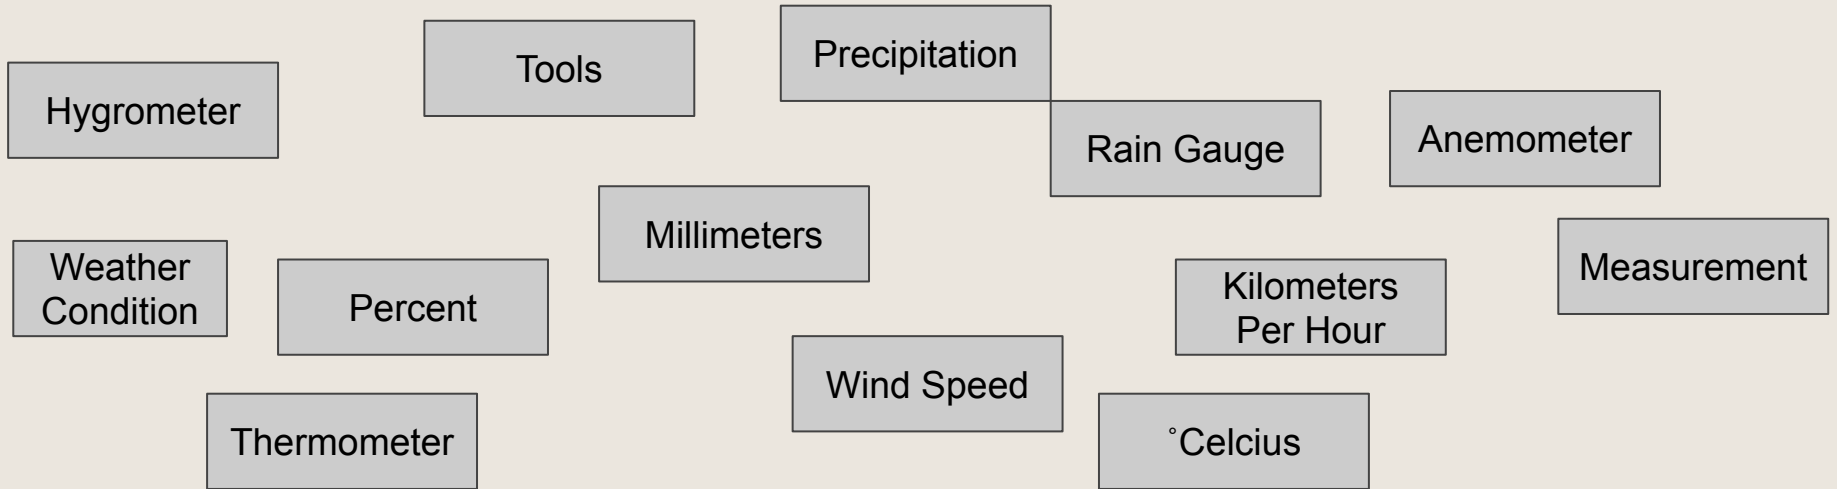 Precipitation
Tools
Hygrometer
Rain Gauge
Anemometer
Millimeters
Weather
Condition
Percent
Kilometers
Per Hour
Measurement
Wind Speed
Thermometer
˚Celcius